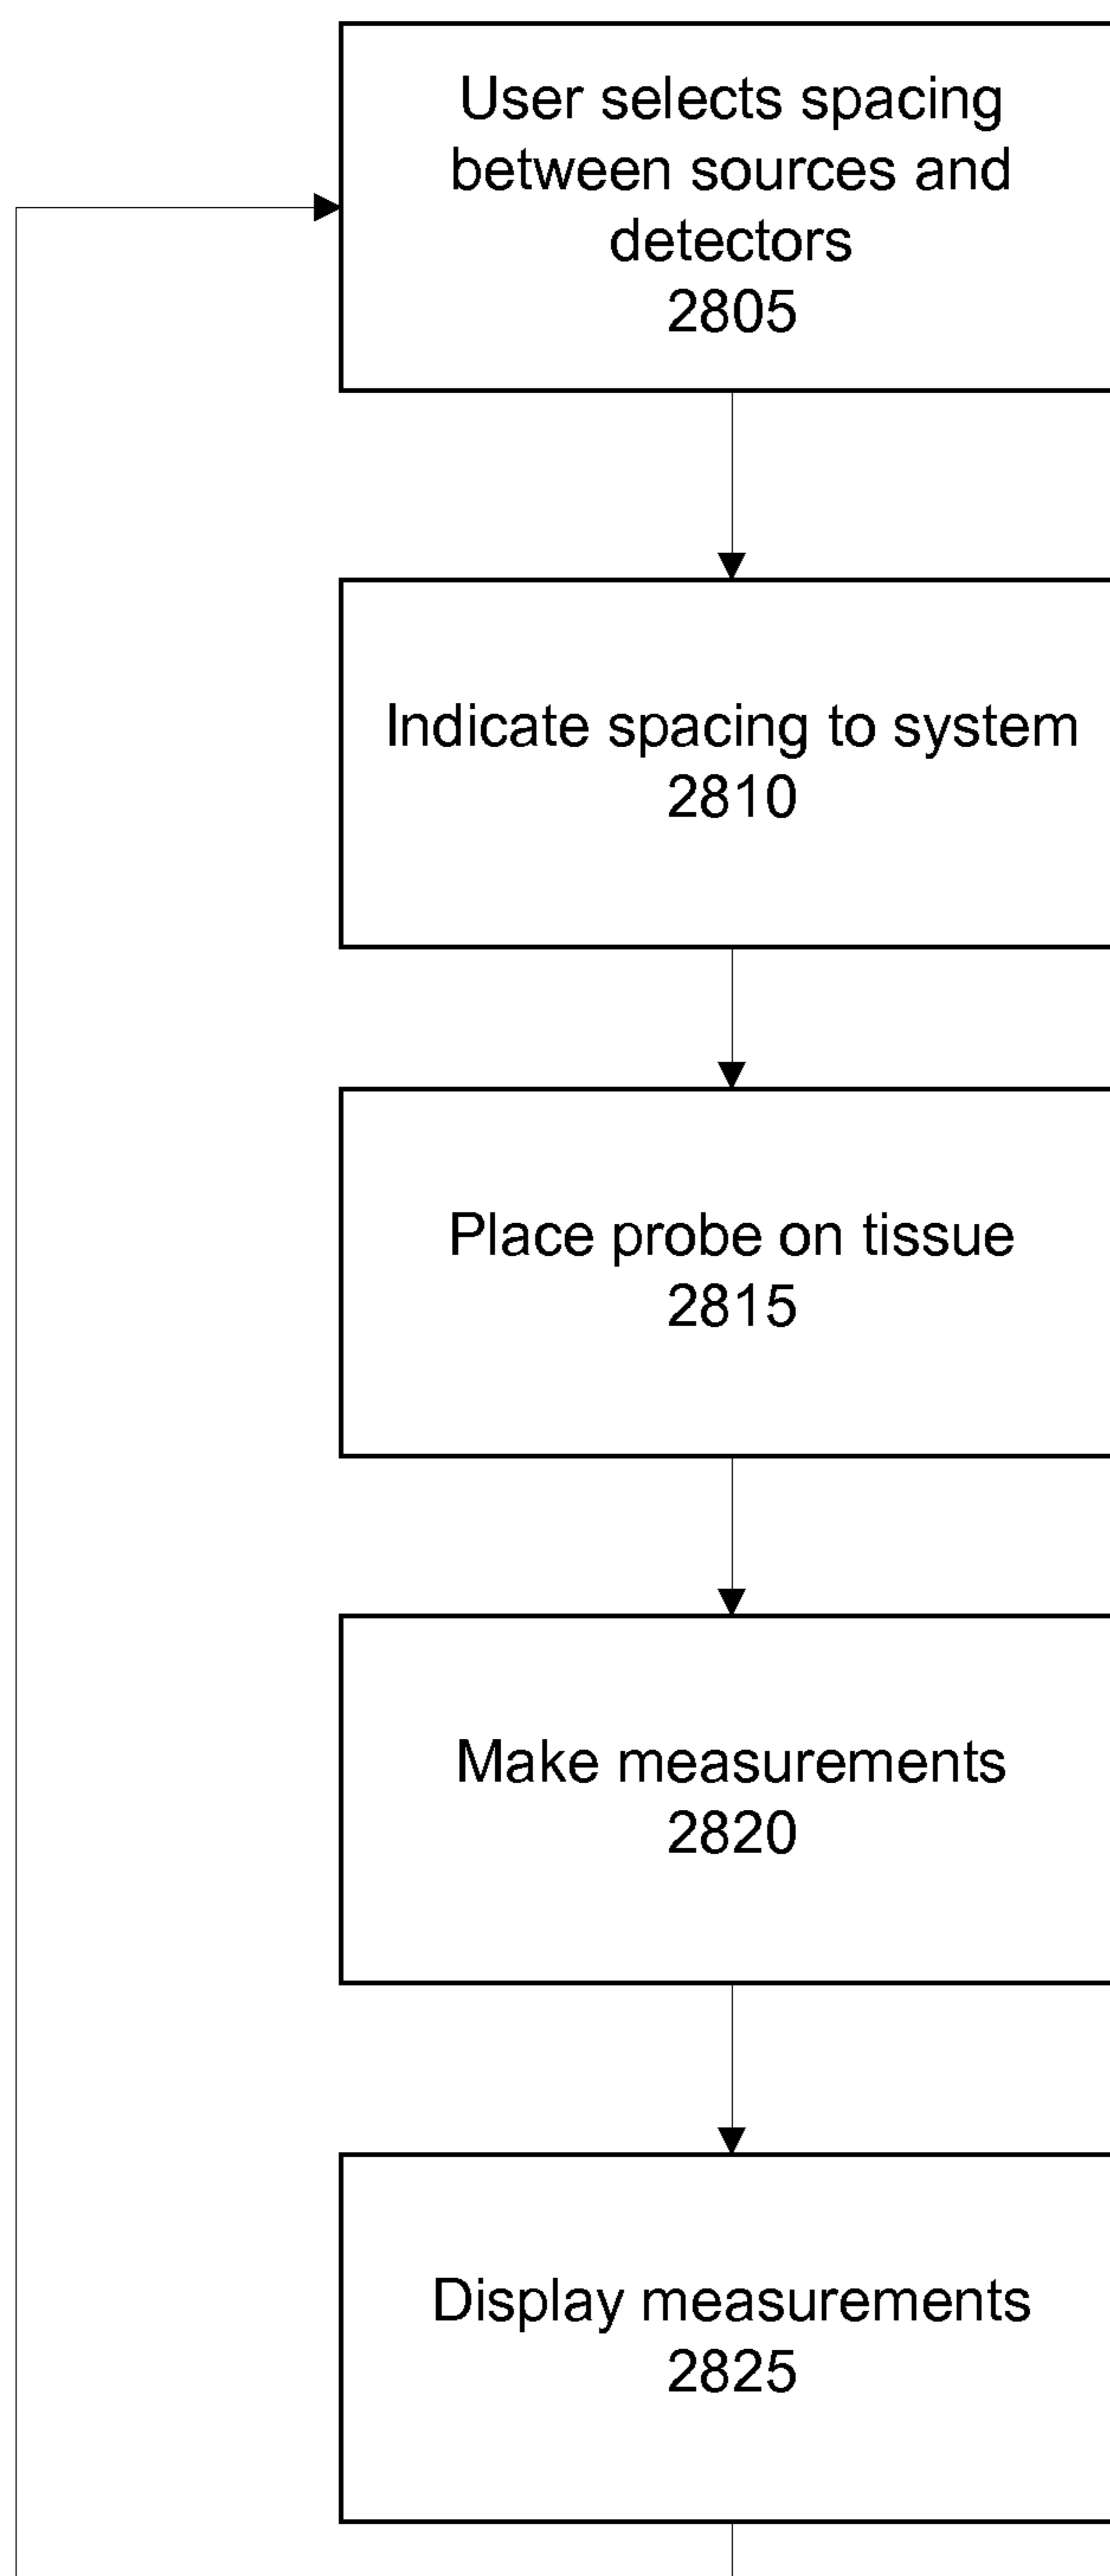 User selects spacing
between sources and
detectors
2805
Indicate spacing to system
2810
Place probe on tissue
2815
Make measurements
2820
Display measurements
2825